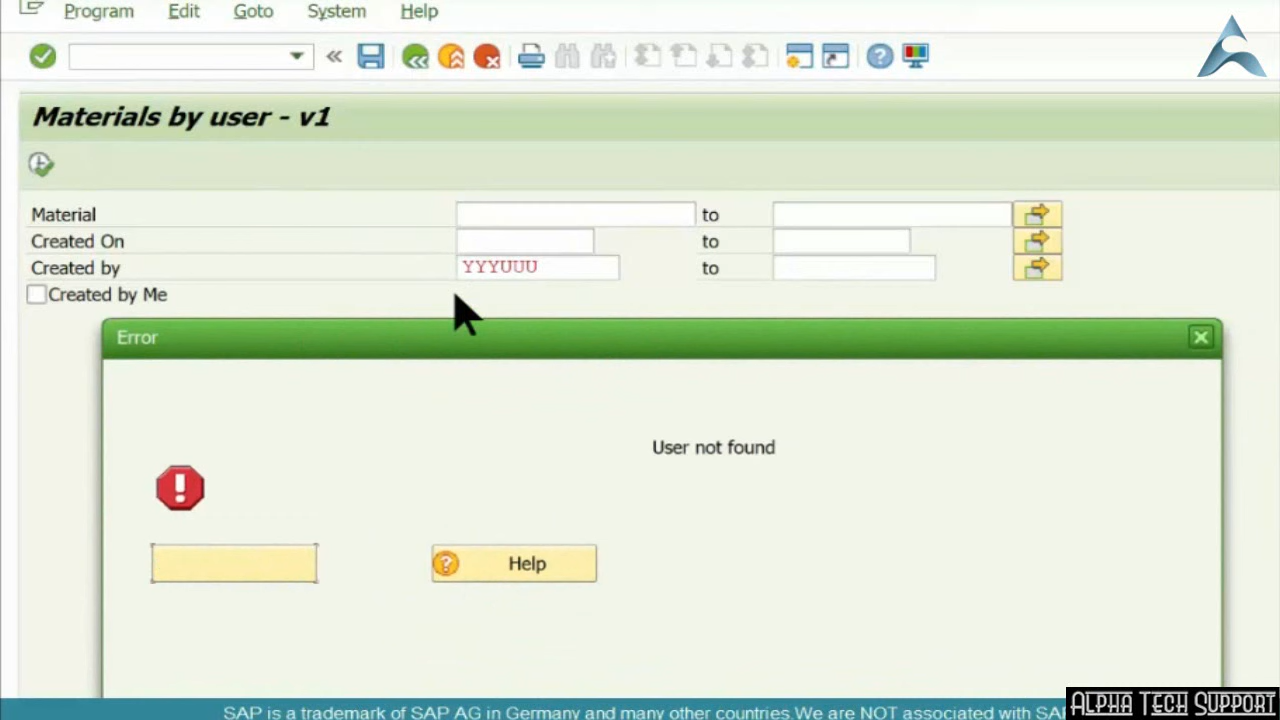 Program Edit Goto System Help
Materials by user - v1
Material to
Created On to
Created by YYYUUU to
Created by Me
Error
User not found
Help
SAP is a trademark of SAP AG in Germany and many other countries.We are NOT associated with SAP
Alpha Tech Support